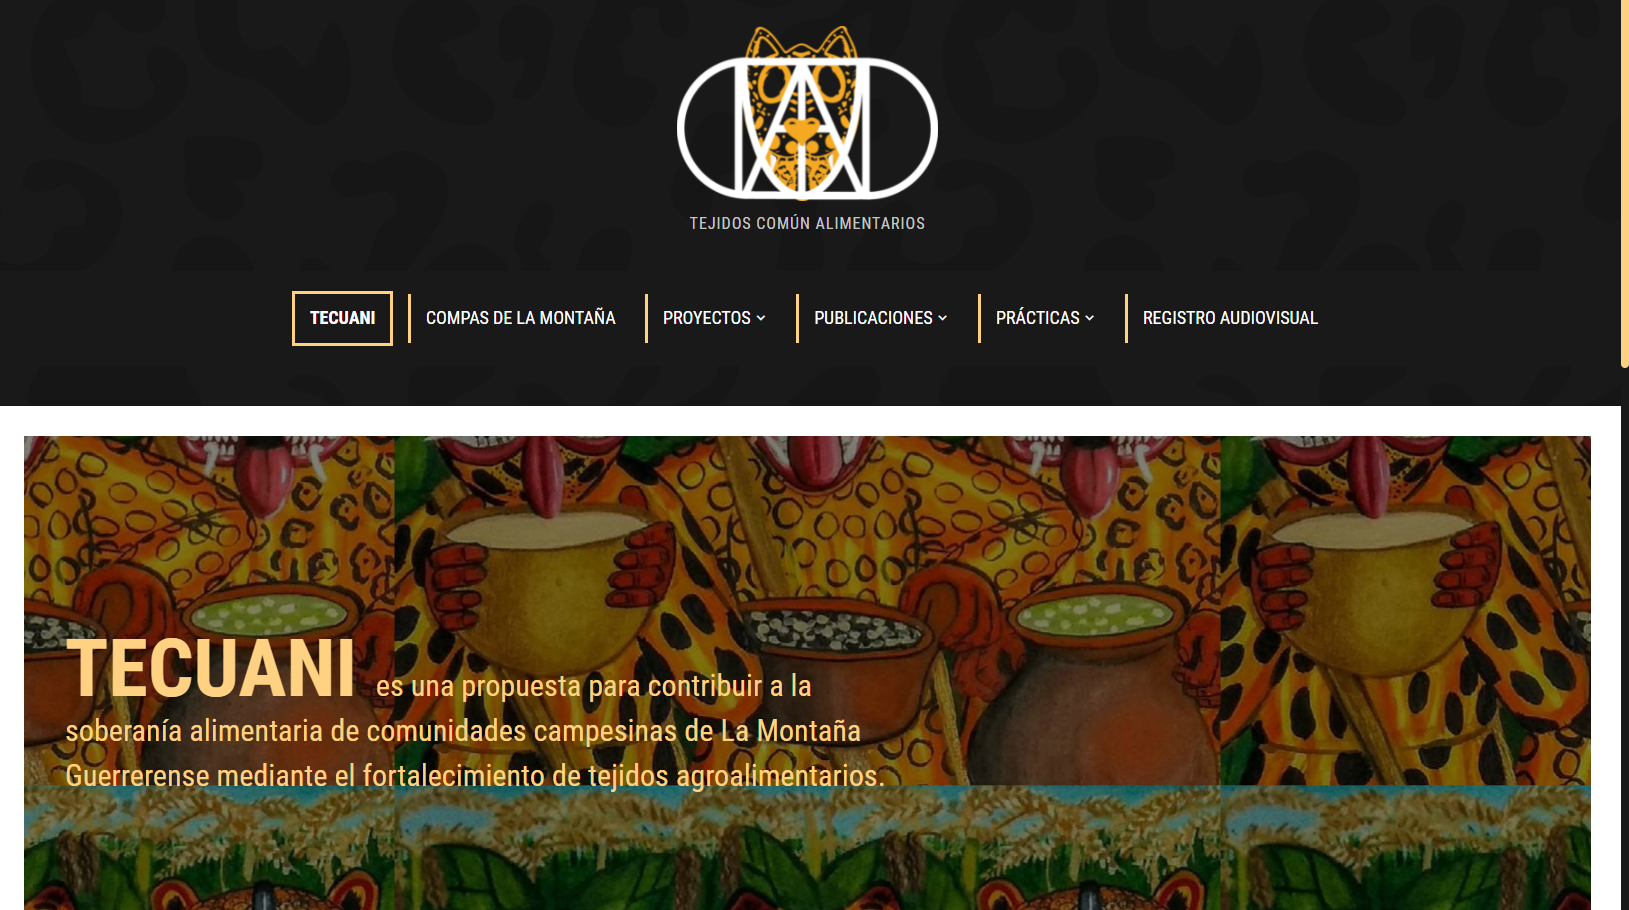 TEJIDOS COMÚN ALIMENTARIOS
TECUANI
COMPAS DE LA MONTAÑA
PROYECTOS
PUBLICACIONES
PRÁCTICAS
REGISTRO AUDIOVISUAL
TECUANI es una propuesta para contribuir a la
soberanía alimentaria de comunidades campesinas de La Montaña
Guerrerense mediante el fortalecimiento de tejidos agroalimentarios.